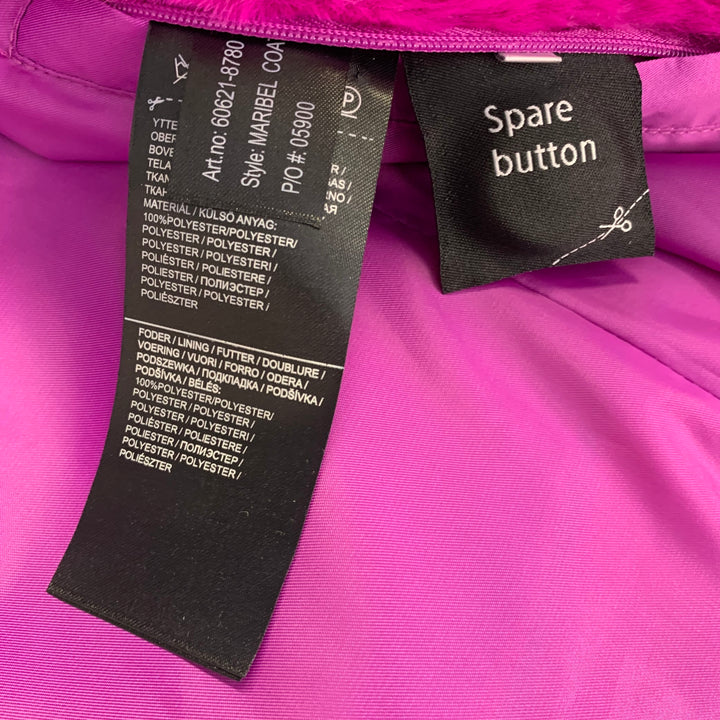 Art.no: 60621-8780
Style: MARIBEL COA
P/O #: 05900
MATERIAL / KÜLSŐ ANYAG:
100%POLYESTER/POLYESTER/
POLYESTER / POLYESTER /
POLYESTER / POLYESTERI /
POLIÉSTER / POLIESTERE /
POLIESTER / ПОЛИЭСТЕР /
POLYESTER / POLYESTER /
POLIÉSZTER
FODER / LINING / FUTTER / DOUBLURE /
VOERING / VUORI / FORRO / ODERA /
PODSZEWKA / ПОДКЛАДКА / PODŠÍVKA /
PODŠÍVKA / BÉLÉS:
100%POLYESTER/POLYESTER/
POLYESTER / POLYESTER /
POLYESTER / POLYESTERI /
POLIÉSTER / POLIESTERE /
POLIESTER / ПОЛИЭСТЕР /
POLYESTER / POLYESTER /
POLIÉSZTER
Spare
button